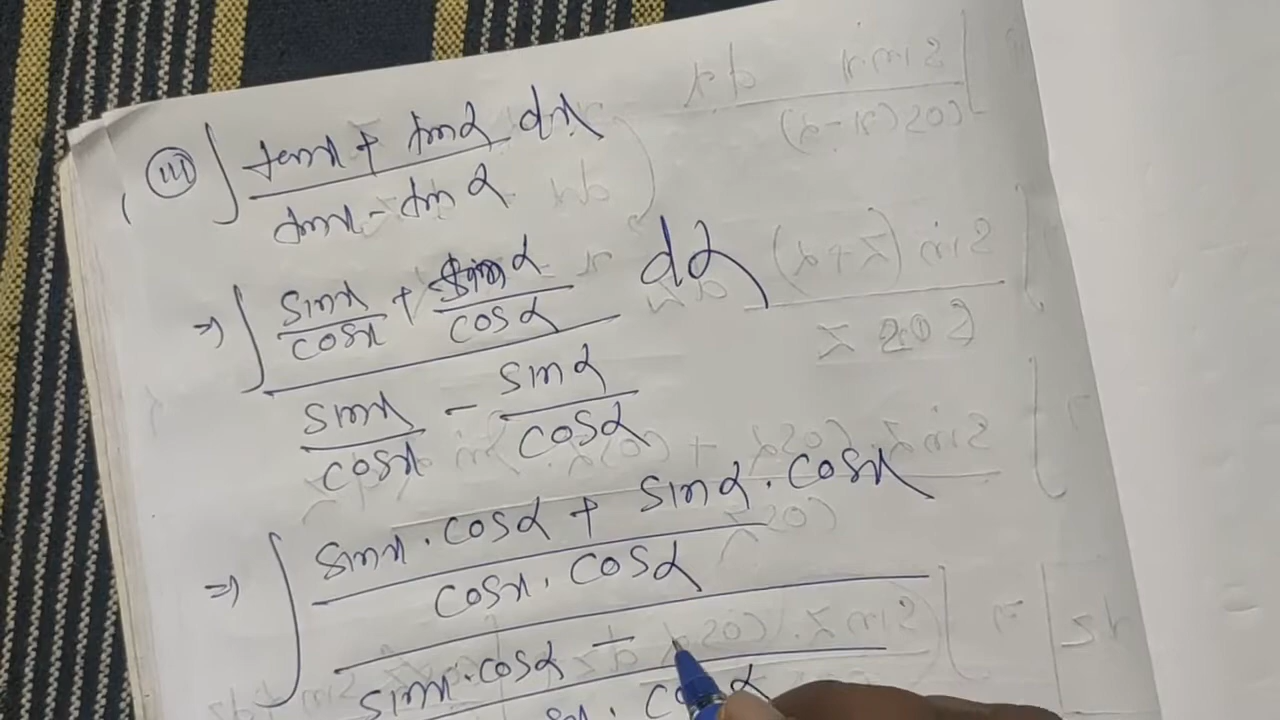 (iii) ∫ (tanx + tanα) / (tanx - tanα) dx
⇒ ∫ (sinx/cosx + sinα/cosα) / (sinx/cosx - sinα/cosα) dα
⇒ ∫ (sinx . cosα + sinα . cosx) / (cosx . cosα)
sinx . cosα -